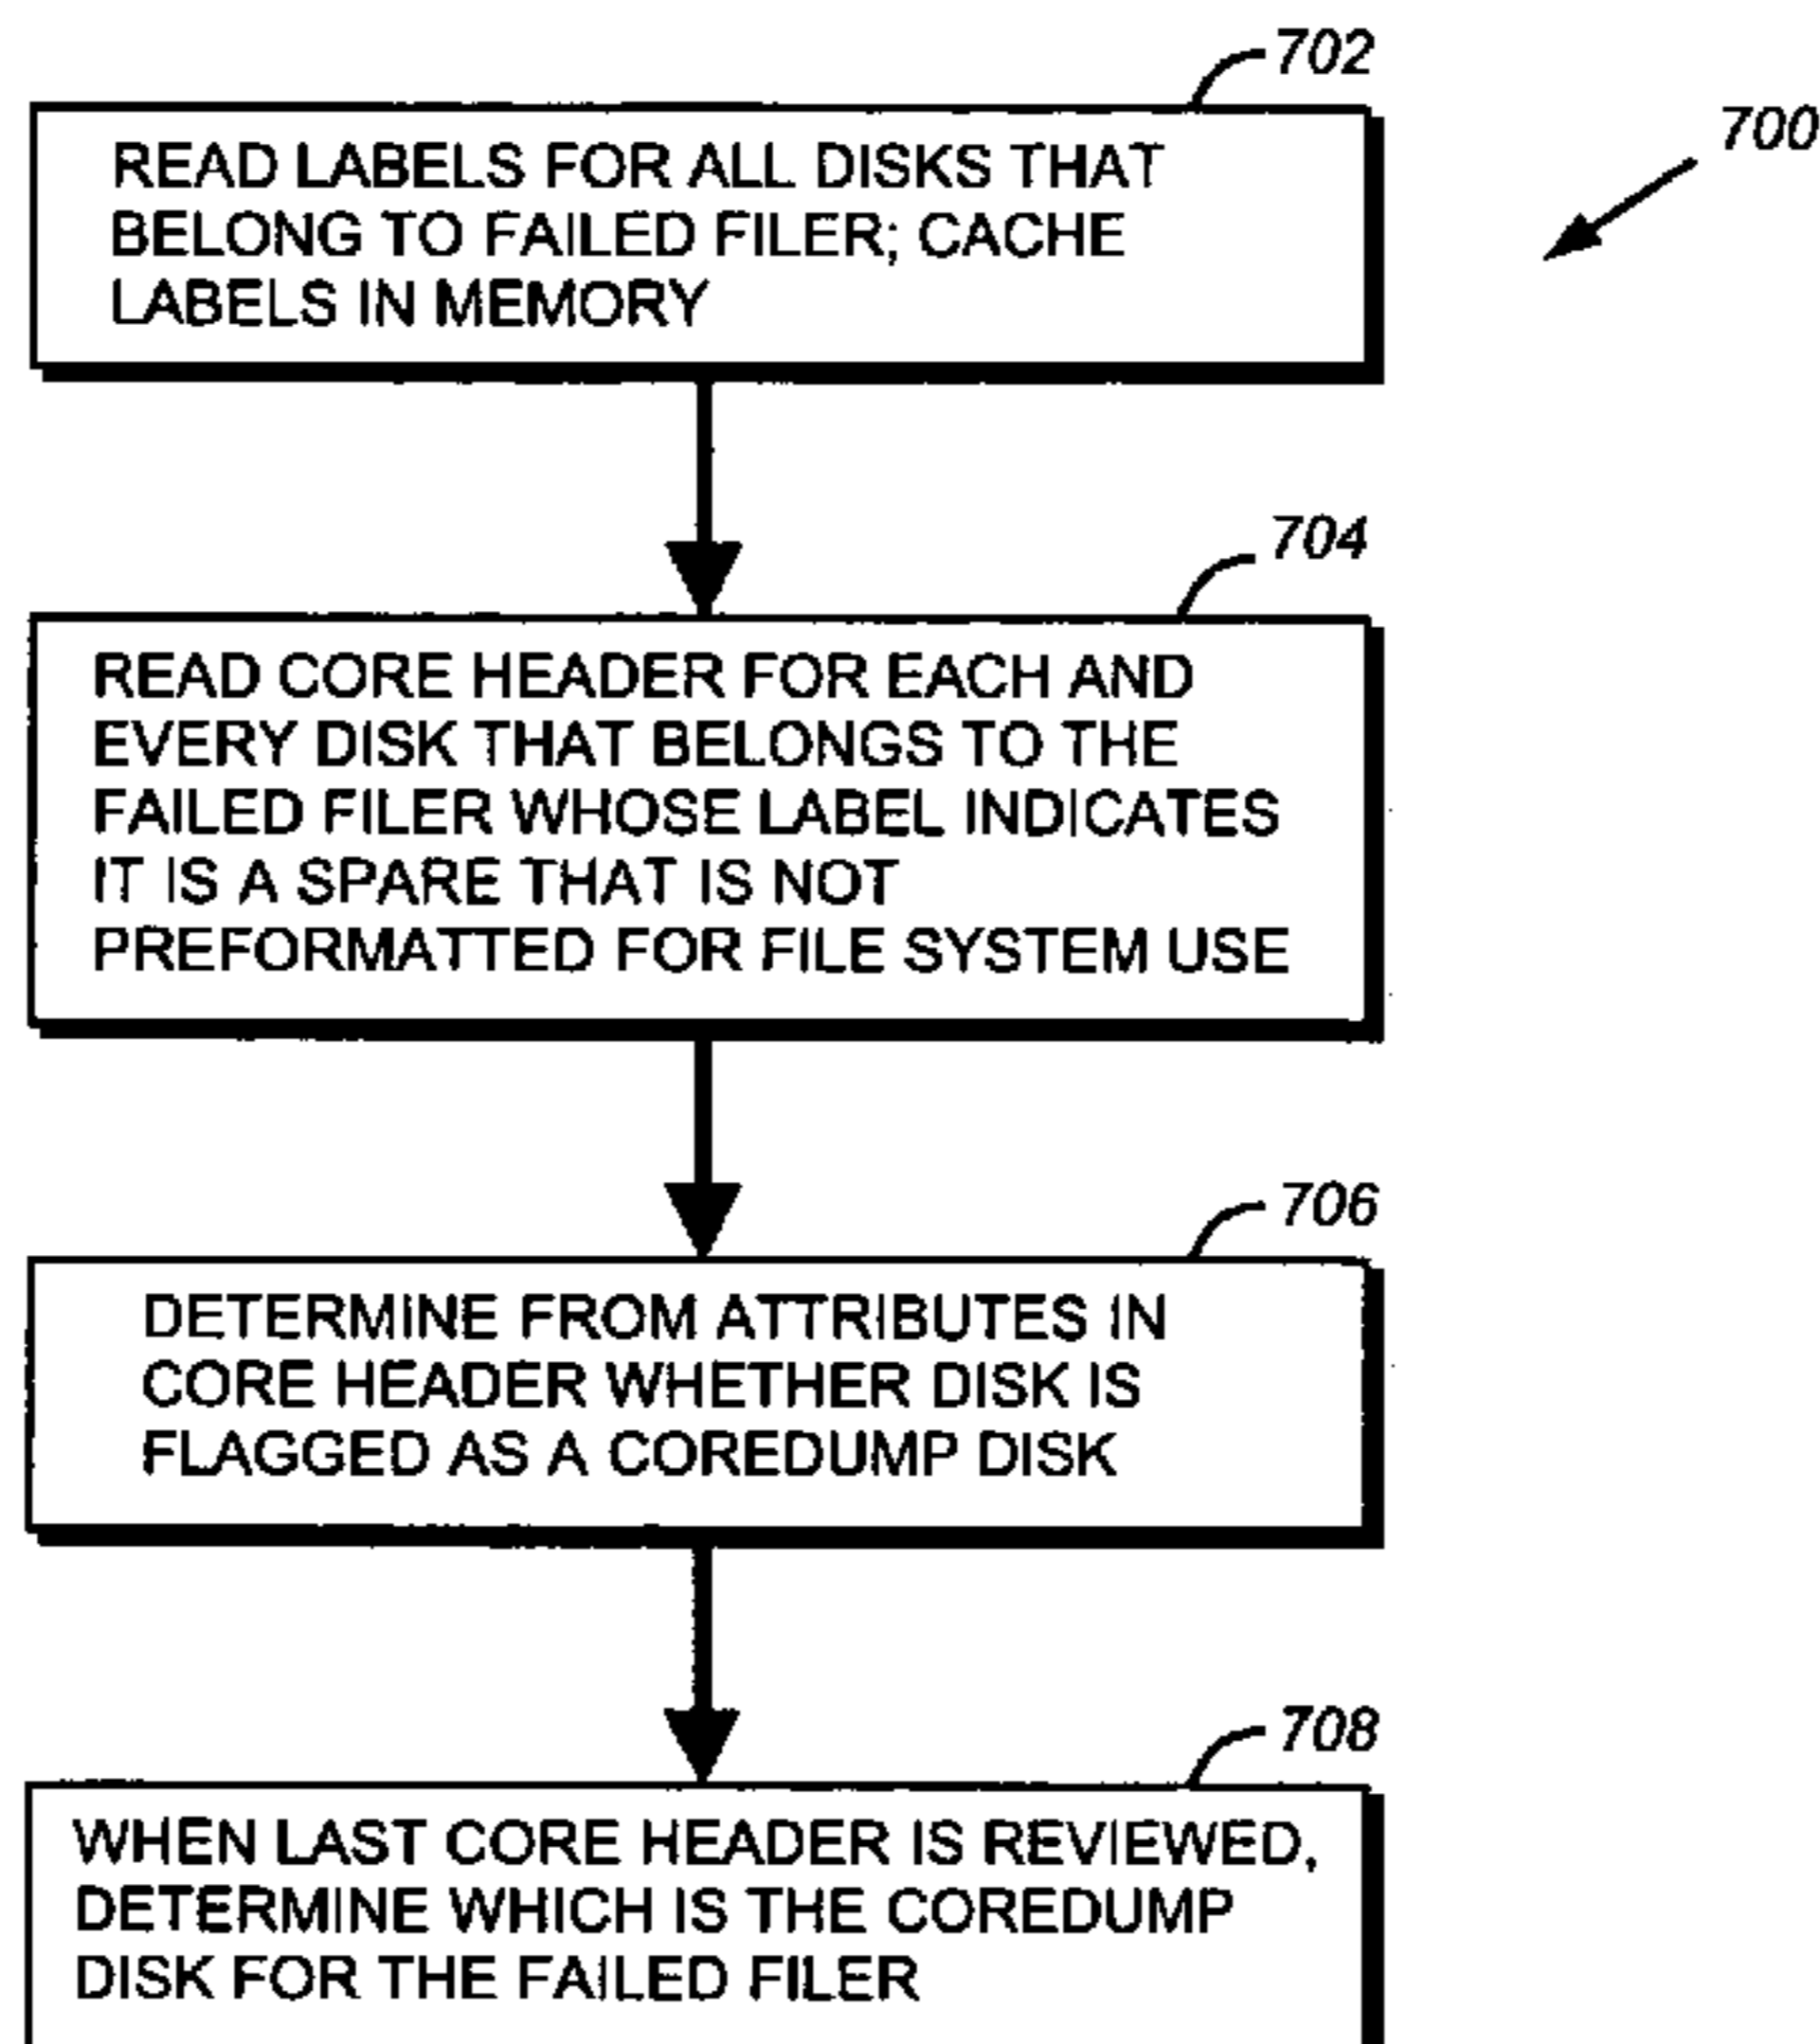 702
700
READ LABELS FOR ALL DISKS THAT
BELONG TO FAILED FILER; CACHE
LABELS IN MEMORY
704
READ CORE HEADER FOR EACH AND
EVERY DISK THAT BELONGS TO THE
FAILED FILER WHOSE LABEL INDICATES
IT IS A SPARE THAT IS NOT
PREFORMATTED FOR FILE SYSTEM USE
706
DETERMINE FROM ATTRIBUTES IN
CORE HEADER WHETHER DISK IS
FLAGGED AS A COREDUMP DISK
708
WHEN LAST CORE HEADER IS REVIEWED,
DETERMINE WHICH IS THE COREDUMP
DISK FOR THE FAILED FILER